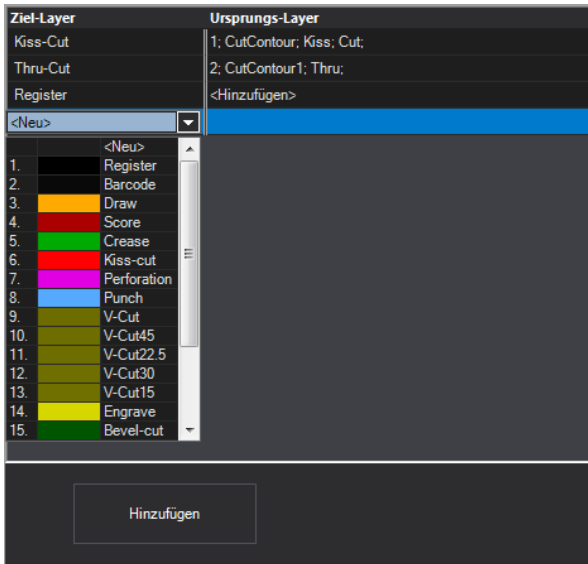 Ziel-Layer Ursprungs-Layer
Kiss-Cut 1; CutContour; Kiss; Cut;
Thru-Cut 2; CutContour1; Thru;
Register <Hinzufügen>
<Neu>
<Neu>
1. Register
2. Barcode
3. Draw
4. Score
5. Crease
6. Kiss-cut
7. Perforation
8. Punch
9. V-Cut
10. V-Cut45
11. V-Cut22.5
12. V-Cut30
13. V-Cut15
14. Engrave
15. Bevel-cut
Hinzufügen